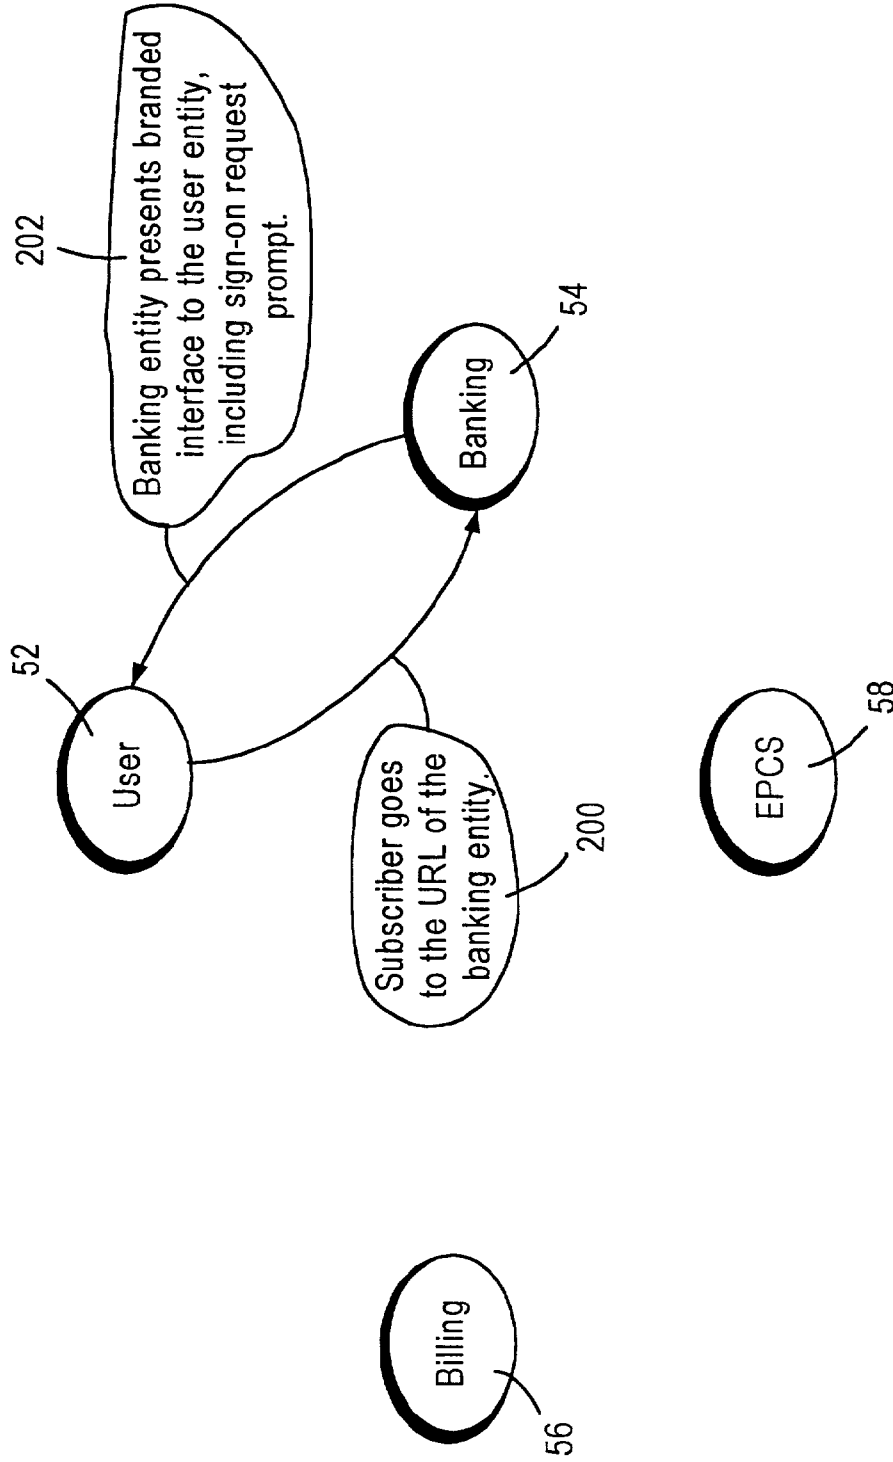 202
Banking entity presents branded
interface to the user entity,
including sign-on request
prompt.
52
User
54
Banking
Subscriber goes
to the URL of the
banking entity.
200
Billing
56
EPCS
58